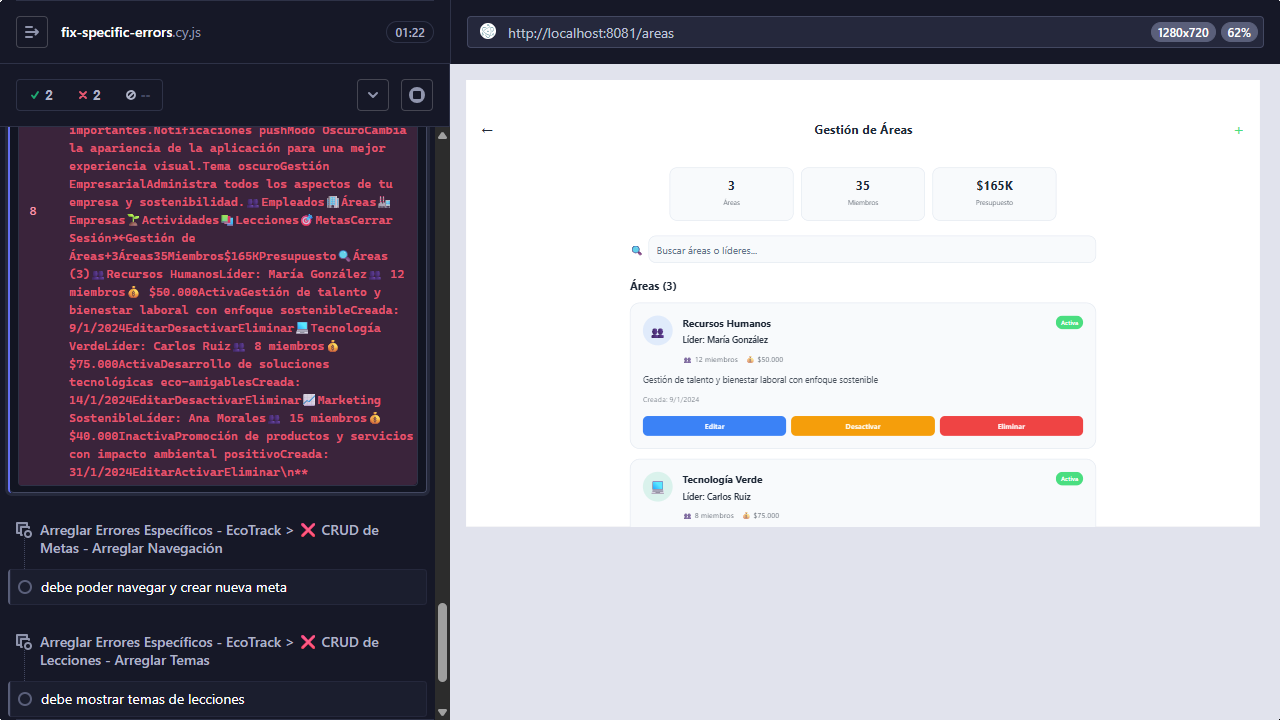 fix-specific-errors.cy.js
01:22
2
2
--
8
importantes.Notificaciones pushModo OscuroCambia
la apariencia de la aplicación para una mejor
experiencia visual.Tema oscuroGestión
EmpresarialAdministra todos los aspectos de tu
empresa y sostenibilidad.👥Empleados🏢Áreas🏭
Empresas🌱Actividades📚Lecciones🎯MetasCerrar
Sesión→←Gestión de
Áreas+3Áreas35Miembros$165KPresupuesto🔍Áreas
(3)👥Recursos HumanosLíder: María González👥 12
miembros💰 $50.000ActivaGestión de talento y
bienestar laboral con enfoque sostenibleCreada:
9/1/2024EditarDesactivarEliminar💻Tecnología
VerdeLíder: Carlos Ruiz👥 8 miembros💰
$75.000ActivaDesarrollo de soluciones
tecnológicas eco-amigablesCreada:
14/1/2024EditarDesactivarEliminar📈Marketing
SostenibleLíder: Ana Morales👥 15 miembros💰
$40.000InactivaPromoción de productos y servicios
con impacto ambiental positivoCreada:
31/1/2024EditarActivarEliminar\n**
Arreglar Errores Específicos - EcoTrack > ❌ CRUD de
Metas - Arreglar Navegación
debe poder navegar y crear nueva meta
Arreglar Errores Específicos - EcoTrack > ❌ CRUD de
Lecciones - Arreglar Temas
debe mostrar temas de lecciones
http://localhost:8081/areas
1280x720
62%
← Gestión de Áreas +
3
Áreas
35
Miembros
$165K
Presupuesto
🔍 Buscar áreas o líderes...
Áreas (3)
Recursos Humanos
Activa
Líder: María González
👥 12 miembros 💰 $50.000
Gestión de talento y bienestar laboral con enfoque sostenible
Creada: 9/1/2024
Editar
Desactivar
Eliminar
Tecnología Verde
Activa
Líder: Carlos Ruiz
👥 8 miembros 💰 $75.000